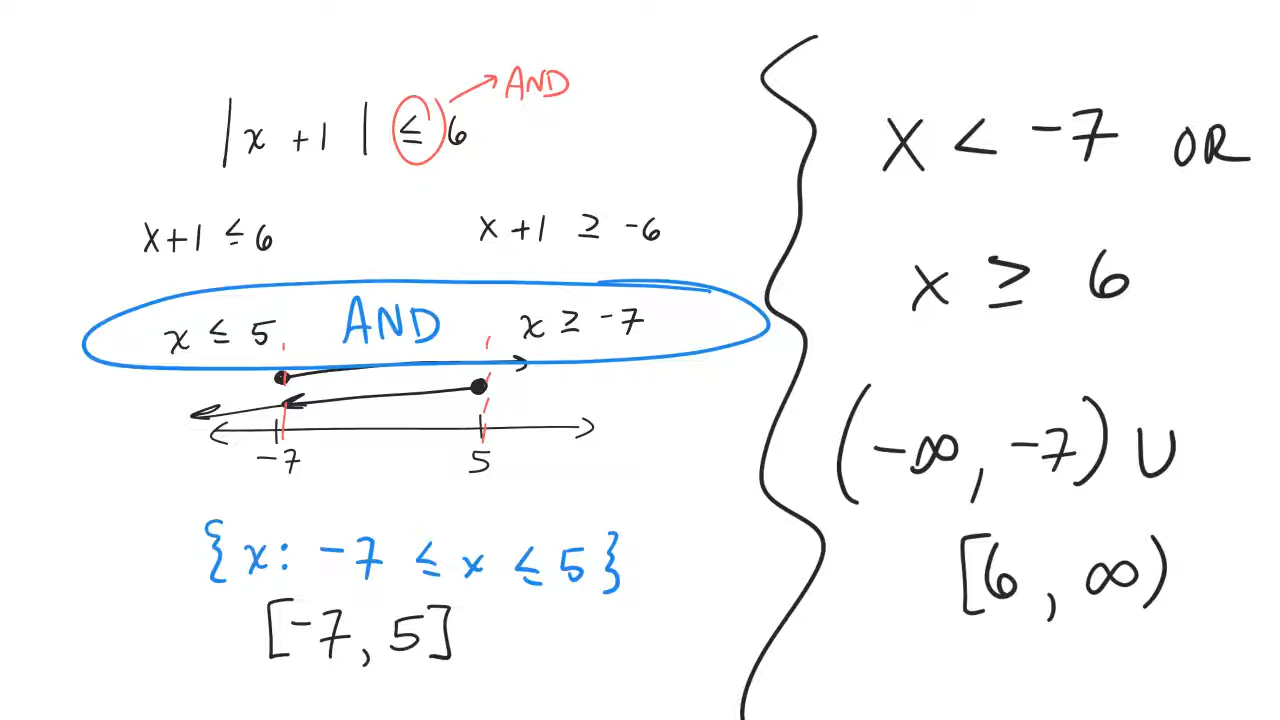 AND
|x + 1| ≤ 6
x+1 ≤ 6    x+1 ≥ -6
x ≤ 5 AND x ≥ -7
-7    5
{x: -7 ≤ x ≤ 5}
[-7, 5]
x < -7 OR
x ≥ 6
(-∞, -7) ∪
[6, ∞)